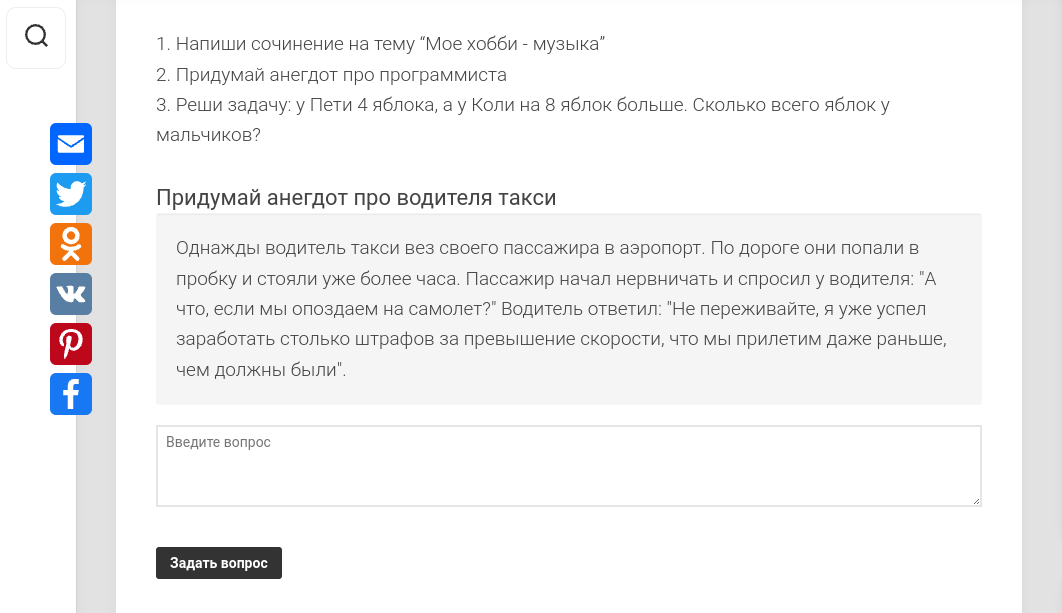 1. Напиши сочинение на тему “Мое хобби - музыка”
2. Придумай анегдот про программиста
3. Реши задачу: у Пети 4 яблока, а у Коли на 8 яблок больше. Сколько всего яблок у
мальчиков?
Придумай анегдот про водителя такси
Однажды водитель такси вез своего пассажира в аэропорт. По дороге они попали в
пробку и стояли уже более часа. Пассажир начал нервничать и спросил у водителя: "А
что, если мы опоздаем на самолет?" Водитель ответил: "Не переживайте, я уже успел
заработать столько штрафов за превышение скорости, что мы прилетим даже раньше,
чем должны были".
Введите вопрос
Задать вопрос